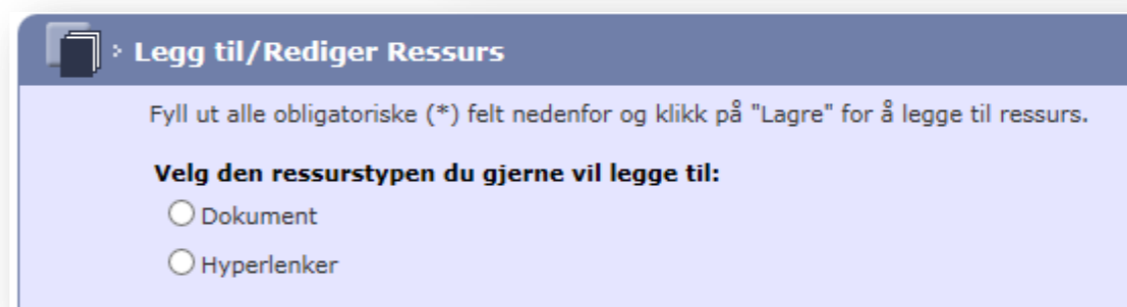 Legg til/Rediger Ressurs
Fyll ut alle obligatoriske (*) felt nedenfor og klikk på "Lagre" for å legge til ressurs.
Velg den ressurstypen du gjerne vil legge til:
Dokument
Hyperlenker